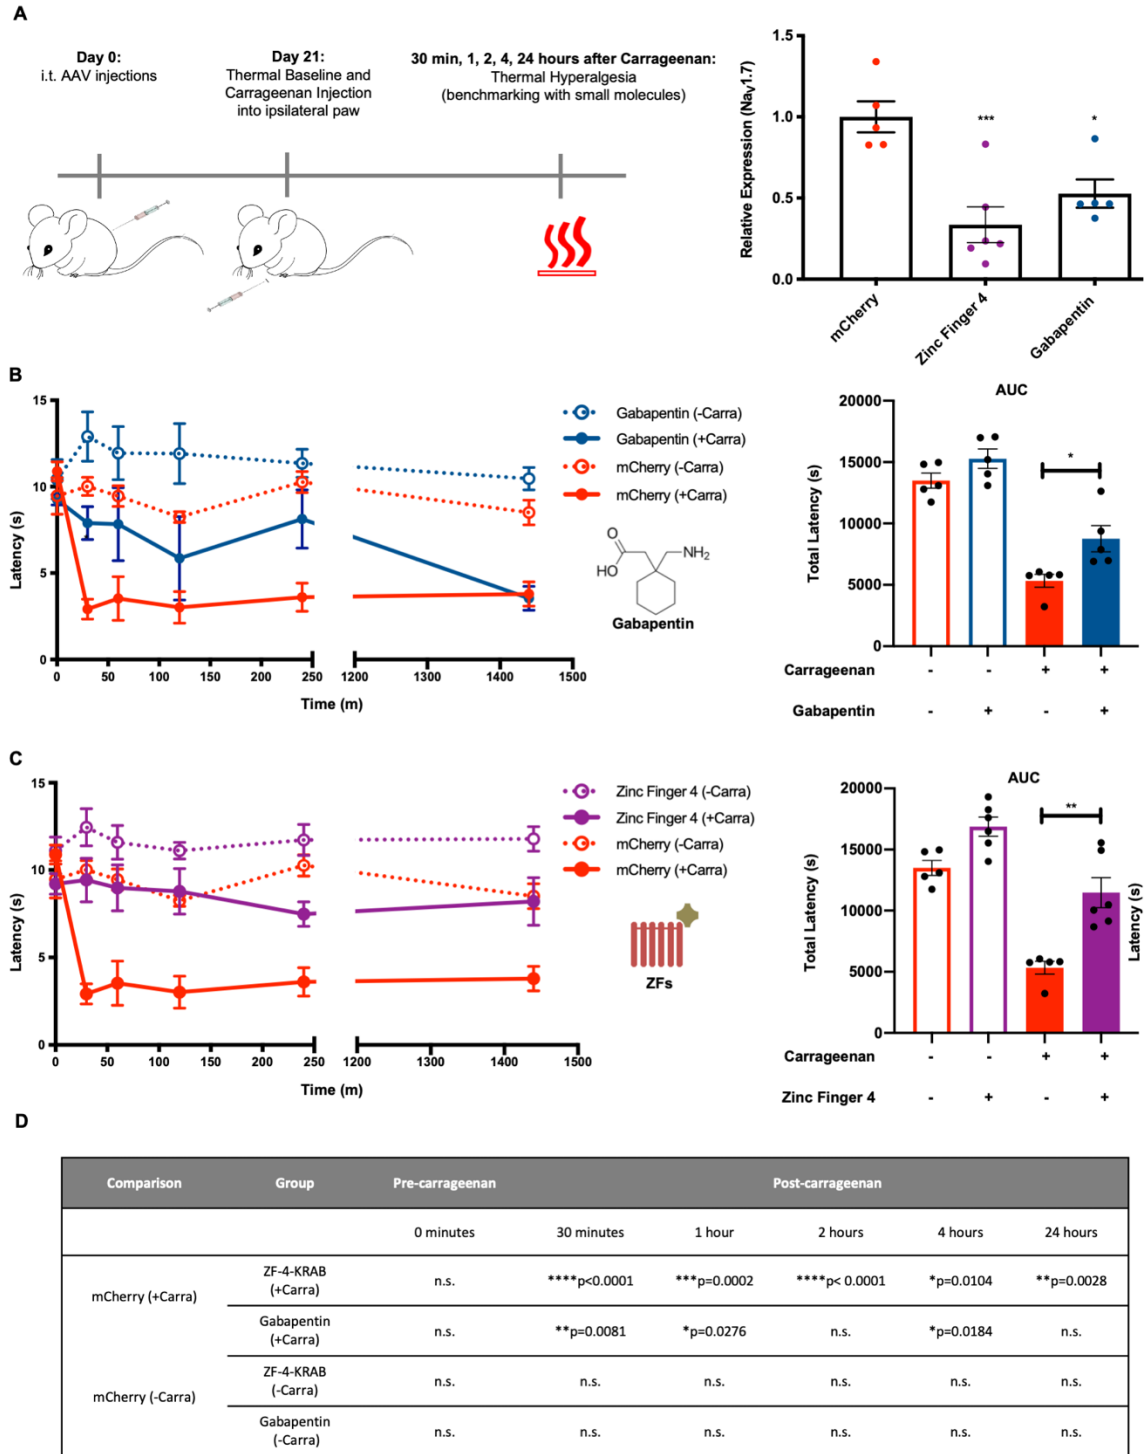 A
Day 0:
i.t. AAV injections
Day 21:
Thermal Baseline and
Carrageenan Injection
into ipsilateral paw
30 min, 1, 2, 4, 24 hours after Carrageenan:
Thermal Hyperalgesia
(benchmarking with small molecules)
Relative Expression (NaV1.7)
1.5
1.0
0.5
0.0
***
*
mCherry
Zinc Finger 4
Gabapentin
B
Latency (s)
15
10
5
0
0 50 100 150 200 250 1200 1300 1400 1500
Time (m)
Gabapentin (-Carra)
Gabapentin (+Carra)
mCherry (-Carra)
mCherry (+Carra)
O
HO
NH2
Gabapentin
AUC
Total Latency (s)
20000
15000
10000
5000
0
*
Carrageenan - - + +
Gabapentin - + - +
C
Latency (s)
15
10
5
0
0 50 100 150 200 250 1200 1300 1400 1500
Time (m)
Zinc Finger 4 (-Carra)
Zinc Finger 4 (+Carra)
mCherry (-Carra)
mCherry (+Carra)
ZFs
AUC
Total Latency (s)
20000
15000
10000
5000
0
**
Latency (s)
Carrageenan - - + +
Zinc Finger 4 - + - +
D
Comparison Group Pre-carrageenan Post-carrageenan
0 minutes 30 minutes 1 hour 2 hours 4 hours 24 hours
mCherry (+Carra)
ZF-4-KRAB
(+Carra)
n.s. ****p<0.0001 ***p=0.0002 ****p< 0.0001 *p=0.0104 **p=0.0028
Gabapentin
(+Carra)
n.s. **p=0.0081 *p=0.0276 n.s. *p=0.0184 n.s.
mCherry (-Carra)
ZF-4-KRAB
(-Carra)
n.s. n.s. n.s. n.s. n.s. n.s.
Gabapentin
(-Carra)
n.s. n.s. n.s. n.s. n.s. n.s.